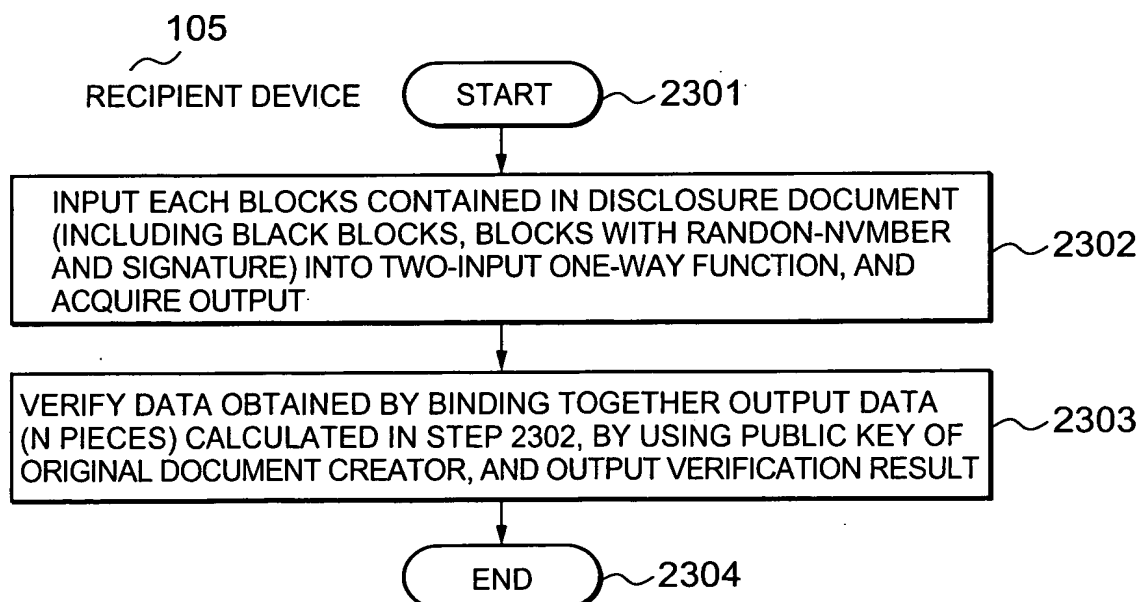 105
RECIPIENT DEVICE
START
2301
INPUT EACH BLOCKS CONTAINED IN DISCLOSURE DOCUMENT
(INCLUDING BLACK BLOCKS, BLOCKS WITH RANDON-NVMBER
AND SIGNATURE) INTO TWO-INPUT ONE-WAY FUNCTION, AND
ACQUIRE OUTPUT
2302
VERIFY DATA OBTAINED BY BINDING TOGETHER OUTPUT DATA
(N PIECES) CALCULATED IN STEP 2302, BY USING PUBLIC KEY OF
ORIGINAL DOCUMENT CREATOR, AND OUTPUT VERIFICATION RESULT
2303
END
2304